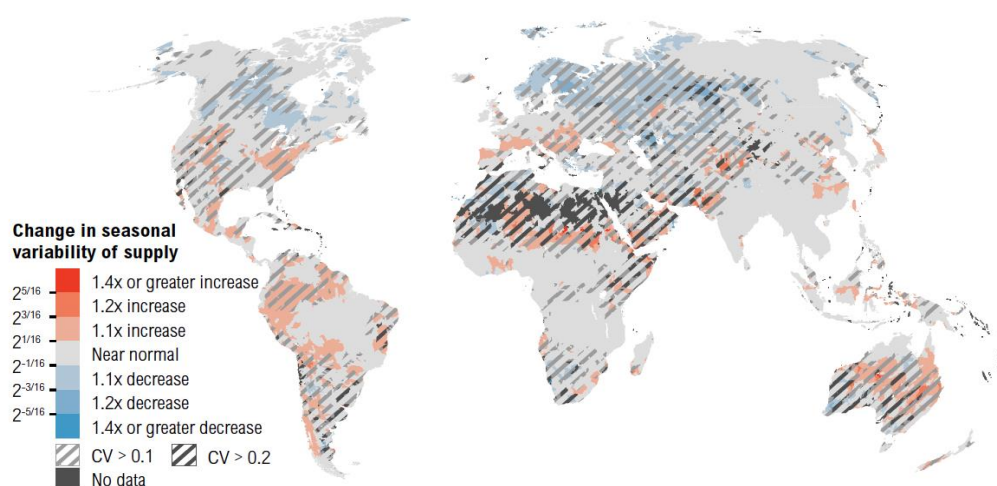 Change in seasonal
variability of supply
1.4x or greater increase
2^5/16
1.2x increase
2^3/16
1.1x increase
2^1/16
Near normal
2^-1/16
1.1x decrease
2^-3/16
1.2x decrease
2^-5/16
1.4x or greater decrease
CV > 0.1 CV > 0.2
No data